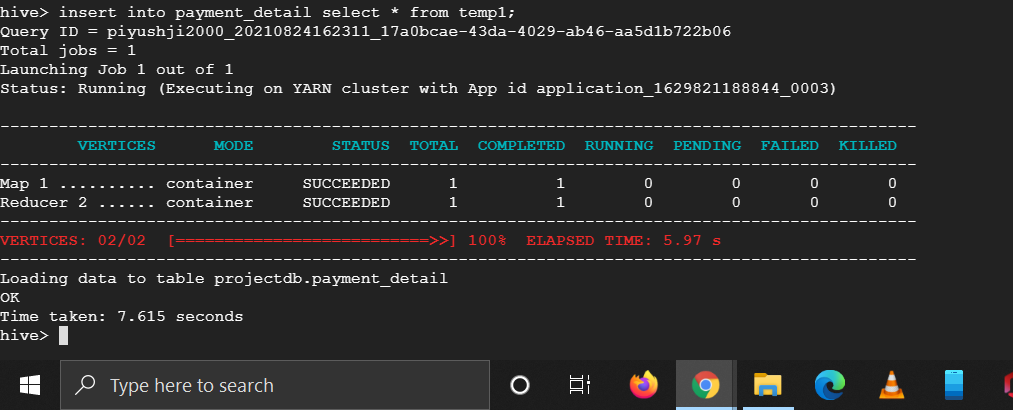 hive> insert into payment_detail select * from temp1;
Query ID = piyushji2000_20210824162311_17a0bcae-43da-4029-ab46-aa5d1b722b06
Total jobs = 1
Launching Job 1 out of 1
Status: Running (Executing on YARN cluster with App id application_1629821188844_0003)
----------------------------------------------------------------------------------------------
VERTICES MODE STATUS TOTAL COMPLETED RUNNING PENDING FAILED KILLED
----------------------------------------------------------------------------------------------
Map 1 .......... container SUCCEEDED 1 1 0 0 0 0
Reducer 2 ...... container SUCCEEDED 1 1 0 0 0 0
----------------------------------------------------------------------------------------------
VERTICES: 02/02 [==========================>>] 100% ELAPSED TIME: 5.97 s
----------------------------------------------------------------------------------------------
Loading data to table projectdb.payment_detail
OK
Time taken: 7.615 seconds
hive>
Type here to search